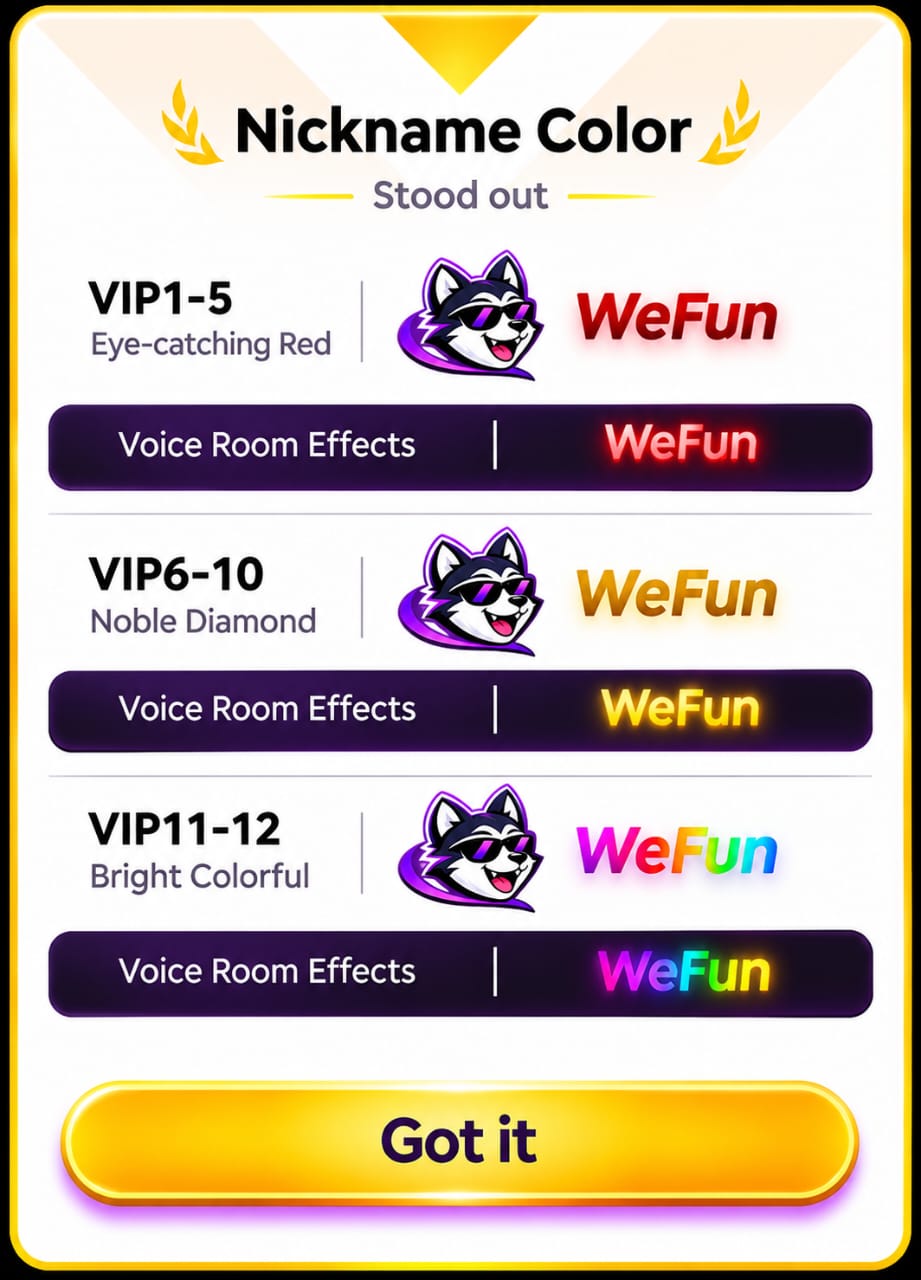 Nickname Color
Stood out
VIP1-5
Eye-catching Red
WeFun
Voice Room Effects
WeFun
VIP6-10
Noble Diamond
WeFun
Voice Room Effects
WeFun
VIP11-12
Bright Colorful
WeFun
Voice Room Effects
WeFun
Got it